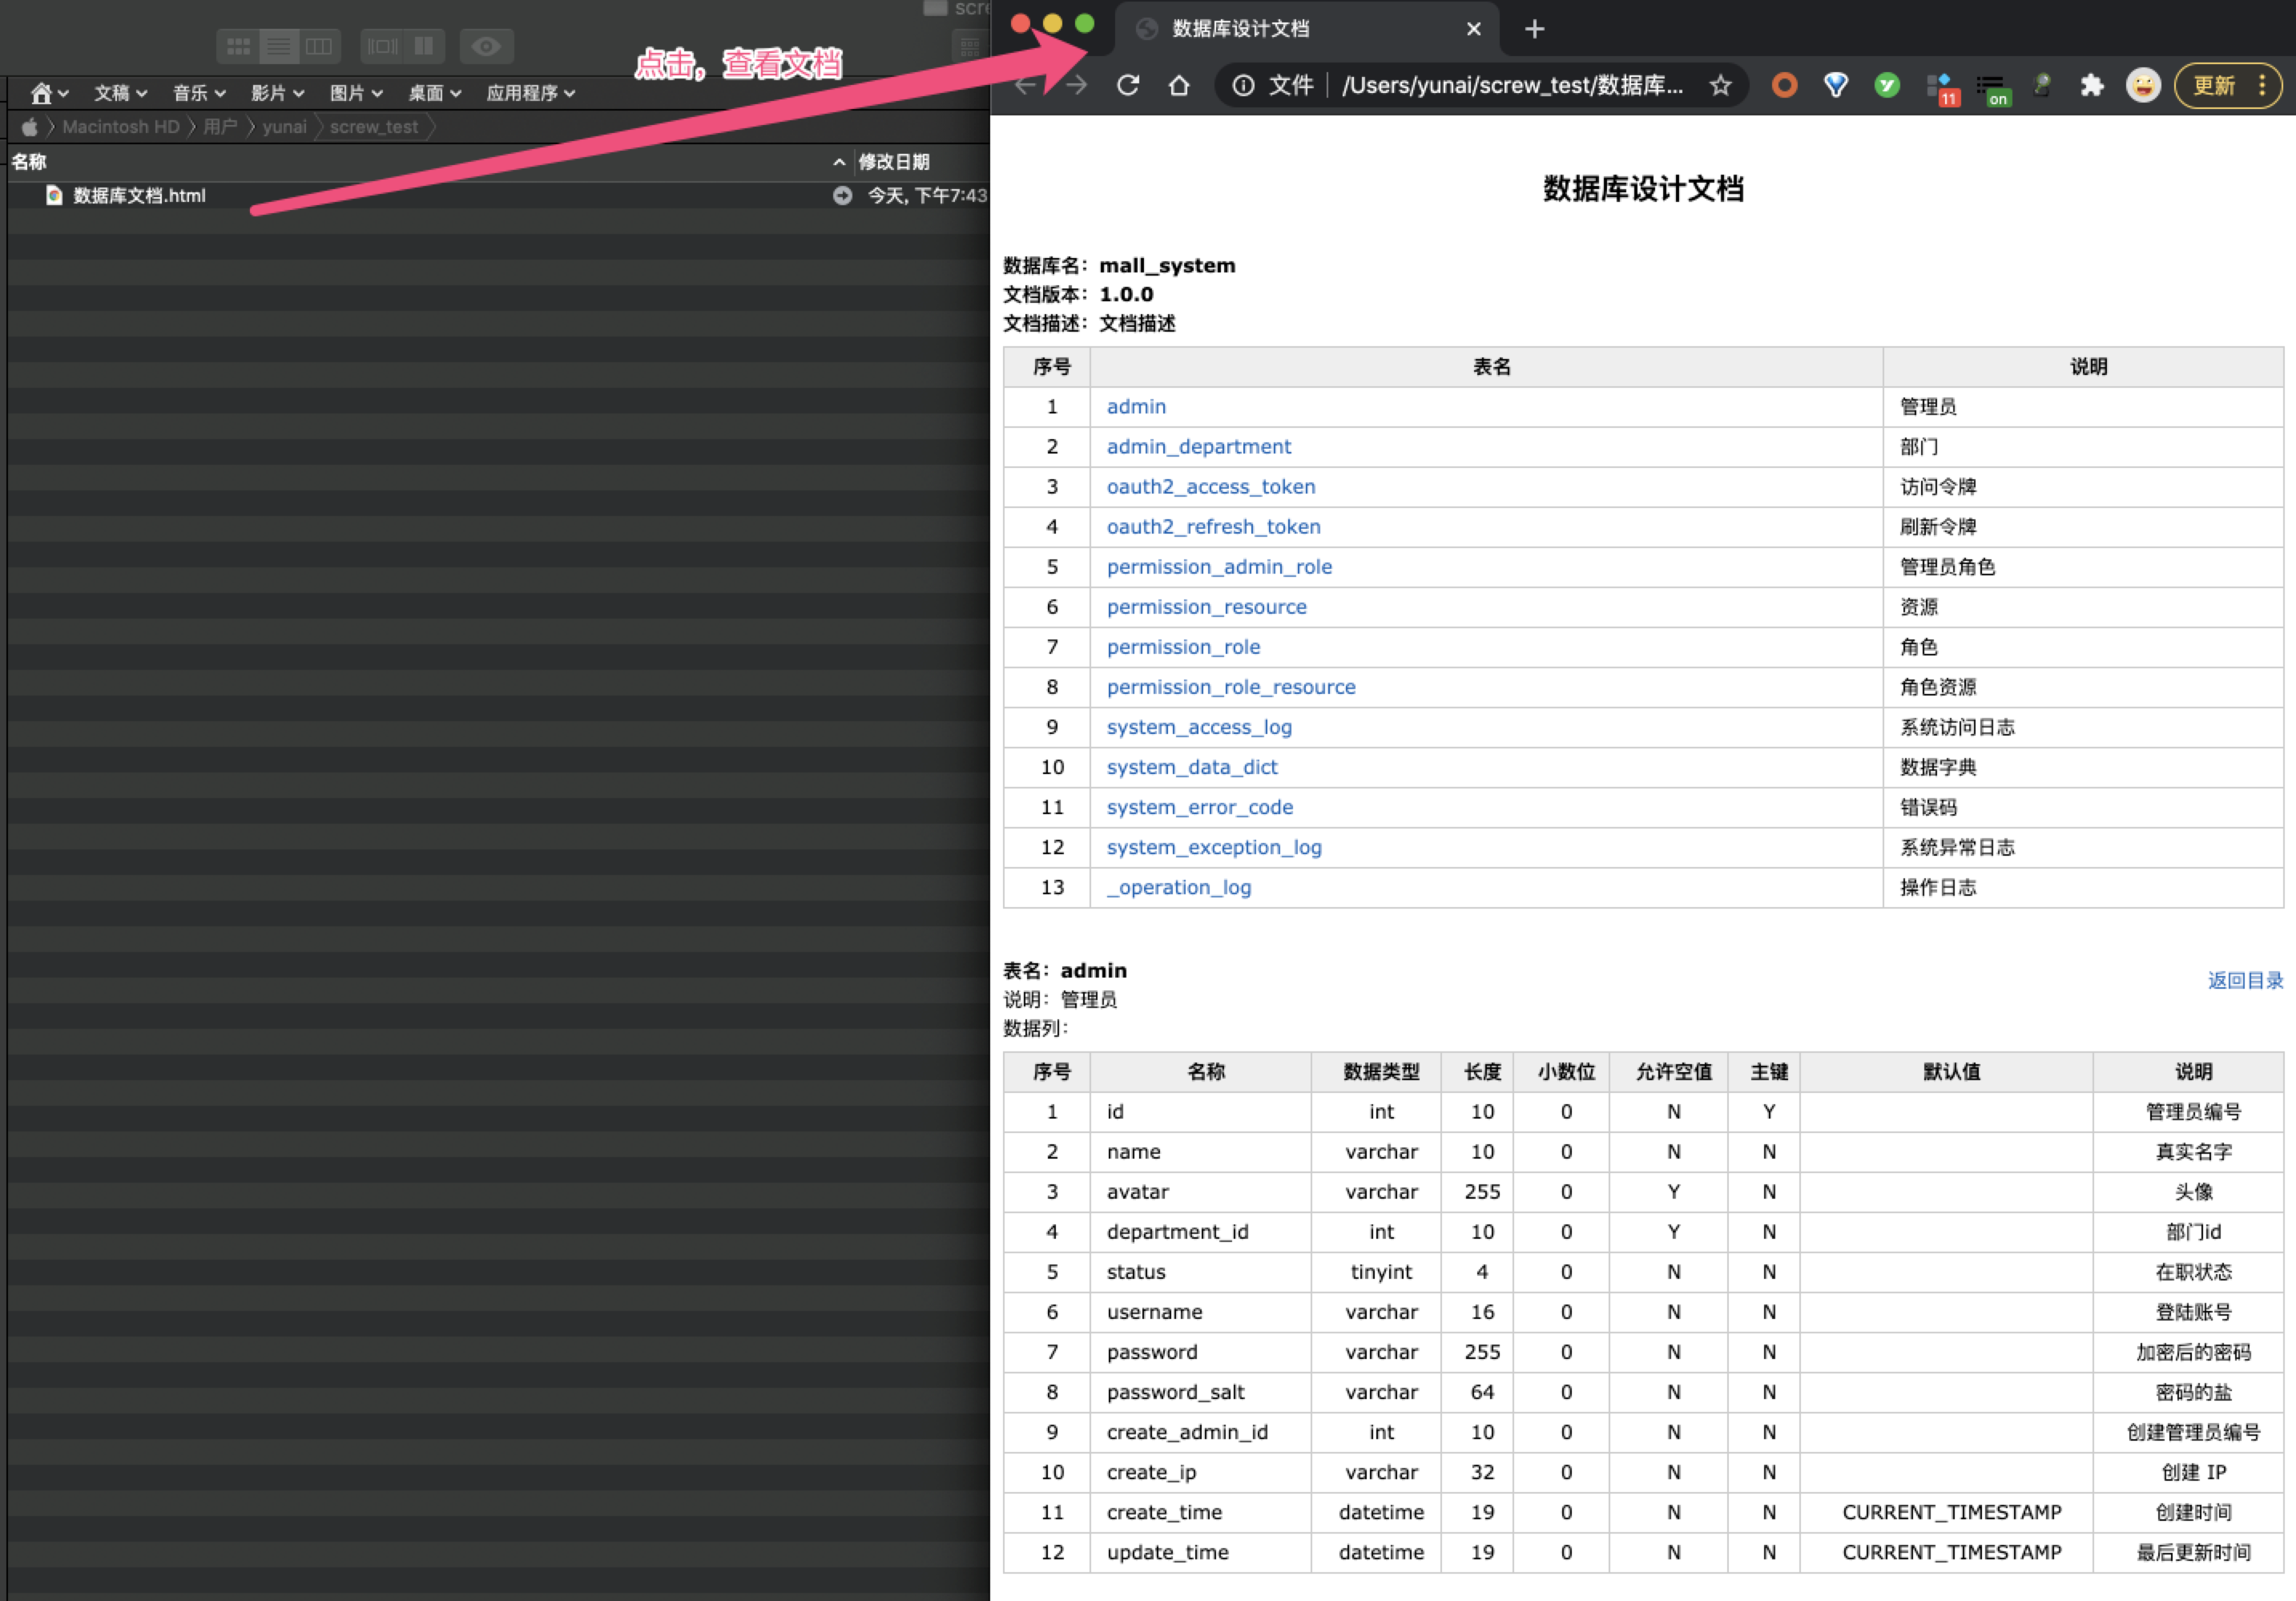 点击，查看文档
文稿 音乐 影片 图片 桌面 应用程序
Macintosh HD 用户 yunai screw_test
名称 修改日期
数据库文档.html 今天, 下午7:43
数据库设计文档
文件 /Users/yunai/screw_test/数据库... 11 on 更新
数据库设计文档
数据库名：mall_system
文档版本：1.0.0
文档描述：文档描述
序号 表名 说明
1 admin 管理员
2 admin_department 部门
3 oauth2_access_token 访问令牌
4 oauth2_refresh_token 刷新令牌
5 permission_admin_role 管理员角色
6 permission_resource 资源
7 permission_role 角色
8 permission_role_resource 角色资源
9 system_access_log 系统访问日志
10 system_data_dict 数据字典
11 system_error_code 错误码
12 system_exception_log 系统异常日志
13 _operation_log 操作日志
表名：admin
返回目录
说明：管理员
数据列：
序号 名称 数据类型 长度 小数位 允许空值 主键 默认值 说明
1 id int 10 0 N Y 管理员编号
2 name varchar 10 0 N N 真实名字
3 avatar varchar 255 0 Y N 头像
4 department_id int 10 0 Y N 部门id
5 status tinyint 4 0 N N 在职状态
6 username varchar 16 0 N N 登陆账号
7 password varchar 255 0 N N 加密后的密码
8 password_salt varchar 64 0 N N 密码的盐
9 create_admin_id int 10 0 N N 创建管理员编号
10 create_ip varchar 32 0 N N 创建 IP
11 create_time datetime 19 0 N N CURRENT_TIMESTAMP 创建时间
12 update_time datetime 19 0 N N CURRENT_TIMESTAMP 最后更新时间